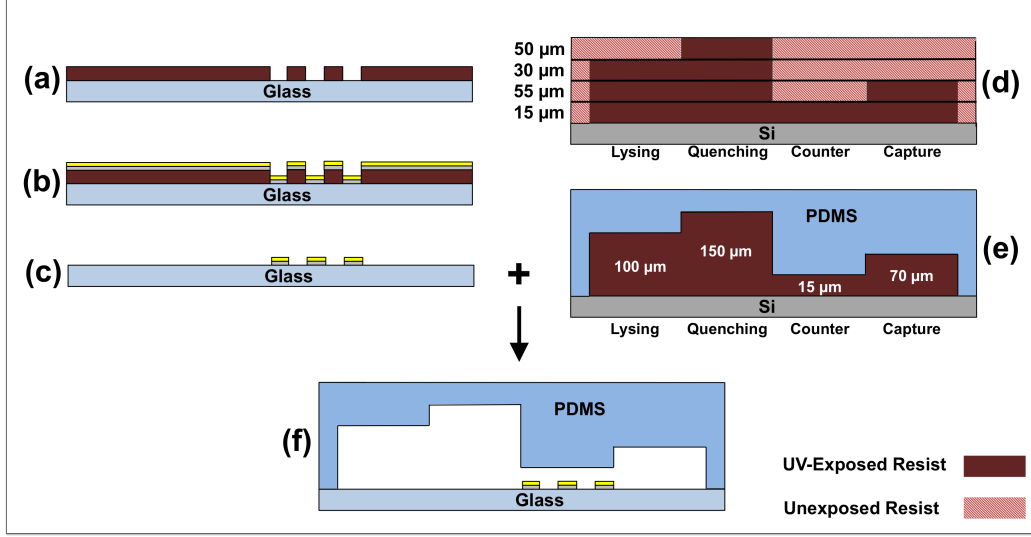 (a)
Glass
(b)
Glass
(c)
Glass
+
50 µm
30 µm
55 µm
15 µm
(d)
Si
Lysing Quenching Counter Capture
PDMS
(e)
100 µm
150 µm
15 µm
70 µm
Si
Lysing Quenching Counter Capture
(f)
PDMS
Glass
UV-Exposed Resist
Unexposed Resist